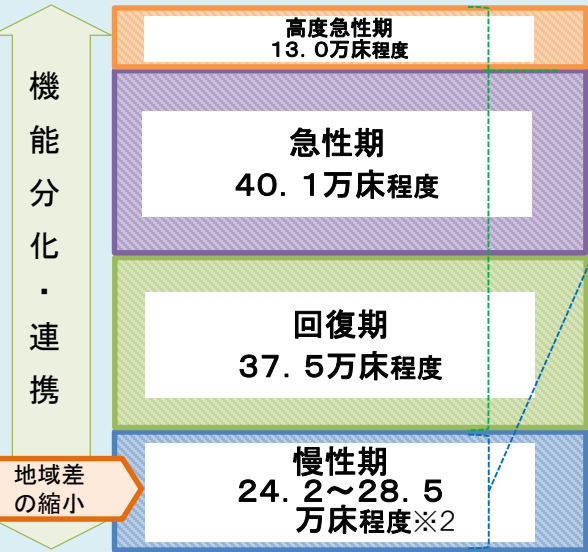 高度急性期
13.0万床程度
急性期
40.1万床程度
機能分化・連携
回復期
37.5万床程度
慢性期
24.2～28.5
万床程度※2
地域差
の縮小